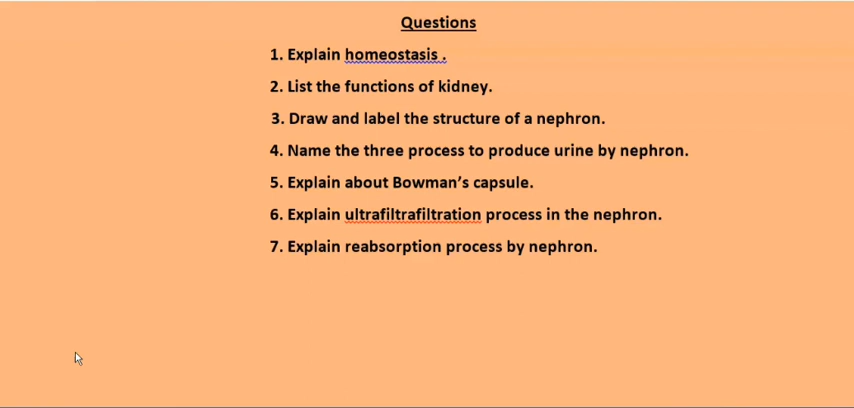 Questions
1. Explain homeostasis .
2. List the functions of kidney.
3. Draw and label the structure of a nephron.
4. Name the three process to produce urine by nephron.
5. Explain about Bowman’s capsule.
6. Explain ultrafiltrafiltration process in the nephron.
7. Explain reabsorption process by nephron.